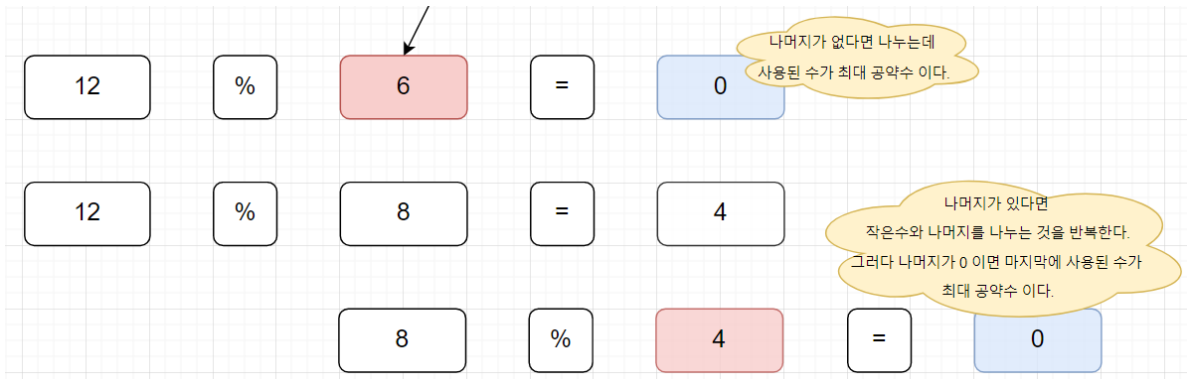 12 % 6 = 0
나머지가 없다면 나누는데
사용된 수가 최대 공약수 이다.
12 % 8 = 4
나머지가 있다면
작은수와 나머지를 나누는 것을 반복한다.
그러다 나머지가 0 이면 마지막에 사용된 수가
최대 공약수 이다.
8 % 4 = 0